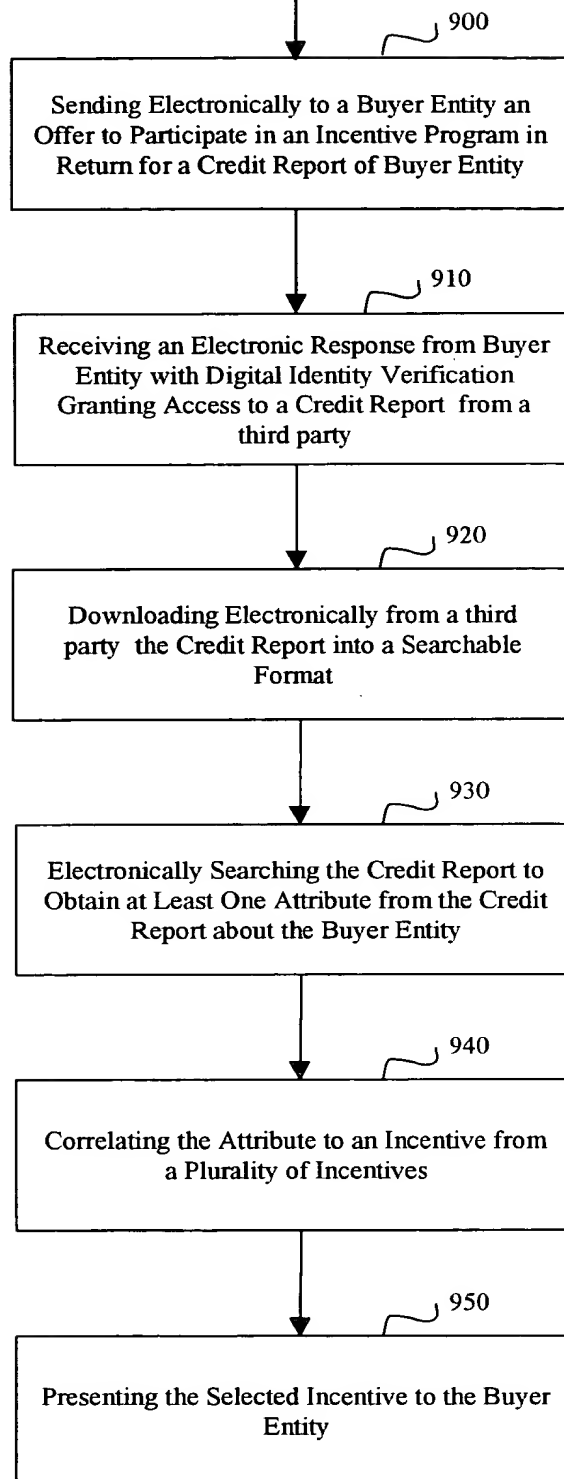 900
Sending Electronically to a Buyer Entity an
Offer to Participate in an Incentive Program in
Return for a Credit Report of Buyer Entity
910
Receiving an Electronic Response from Buyer
Entity with Digital Identity Verification
Granting Access to a Credit Report from a
third party
920
Downloading Electronically from a third
party the Credit Report into a Searchable
Format
930
Electronically Searching the Credit Report to
Obtain at Least One Attribute from the Credit
Report about the Buyer Entity
940
Correlating the Attribute to an Incentive from
a Plurality of Incentives
950
Presenting the Selected Incentive to the Buyer
Entity